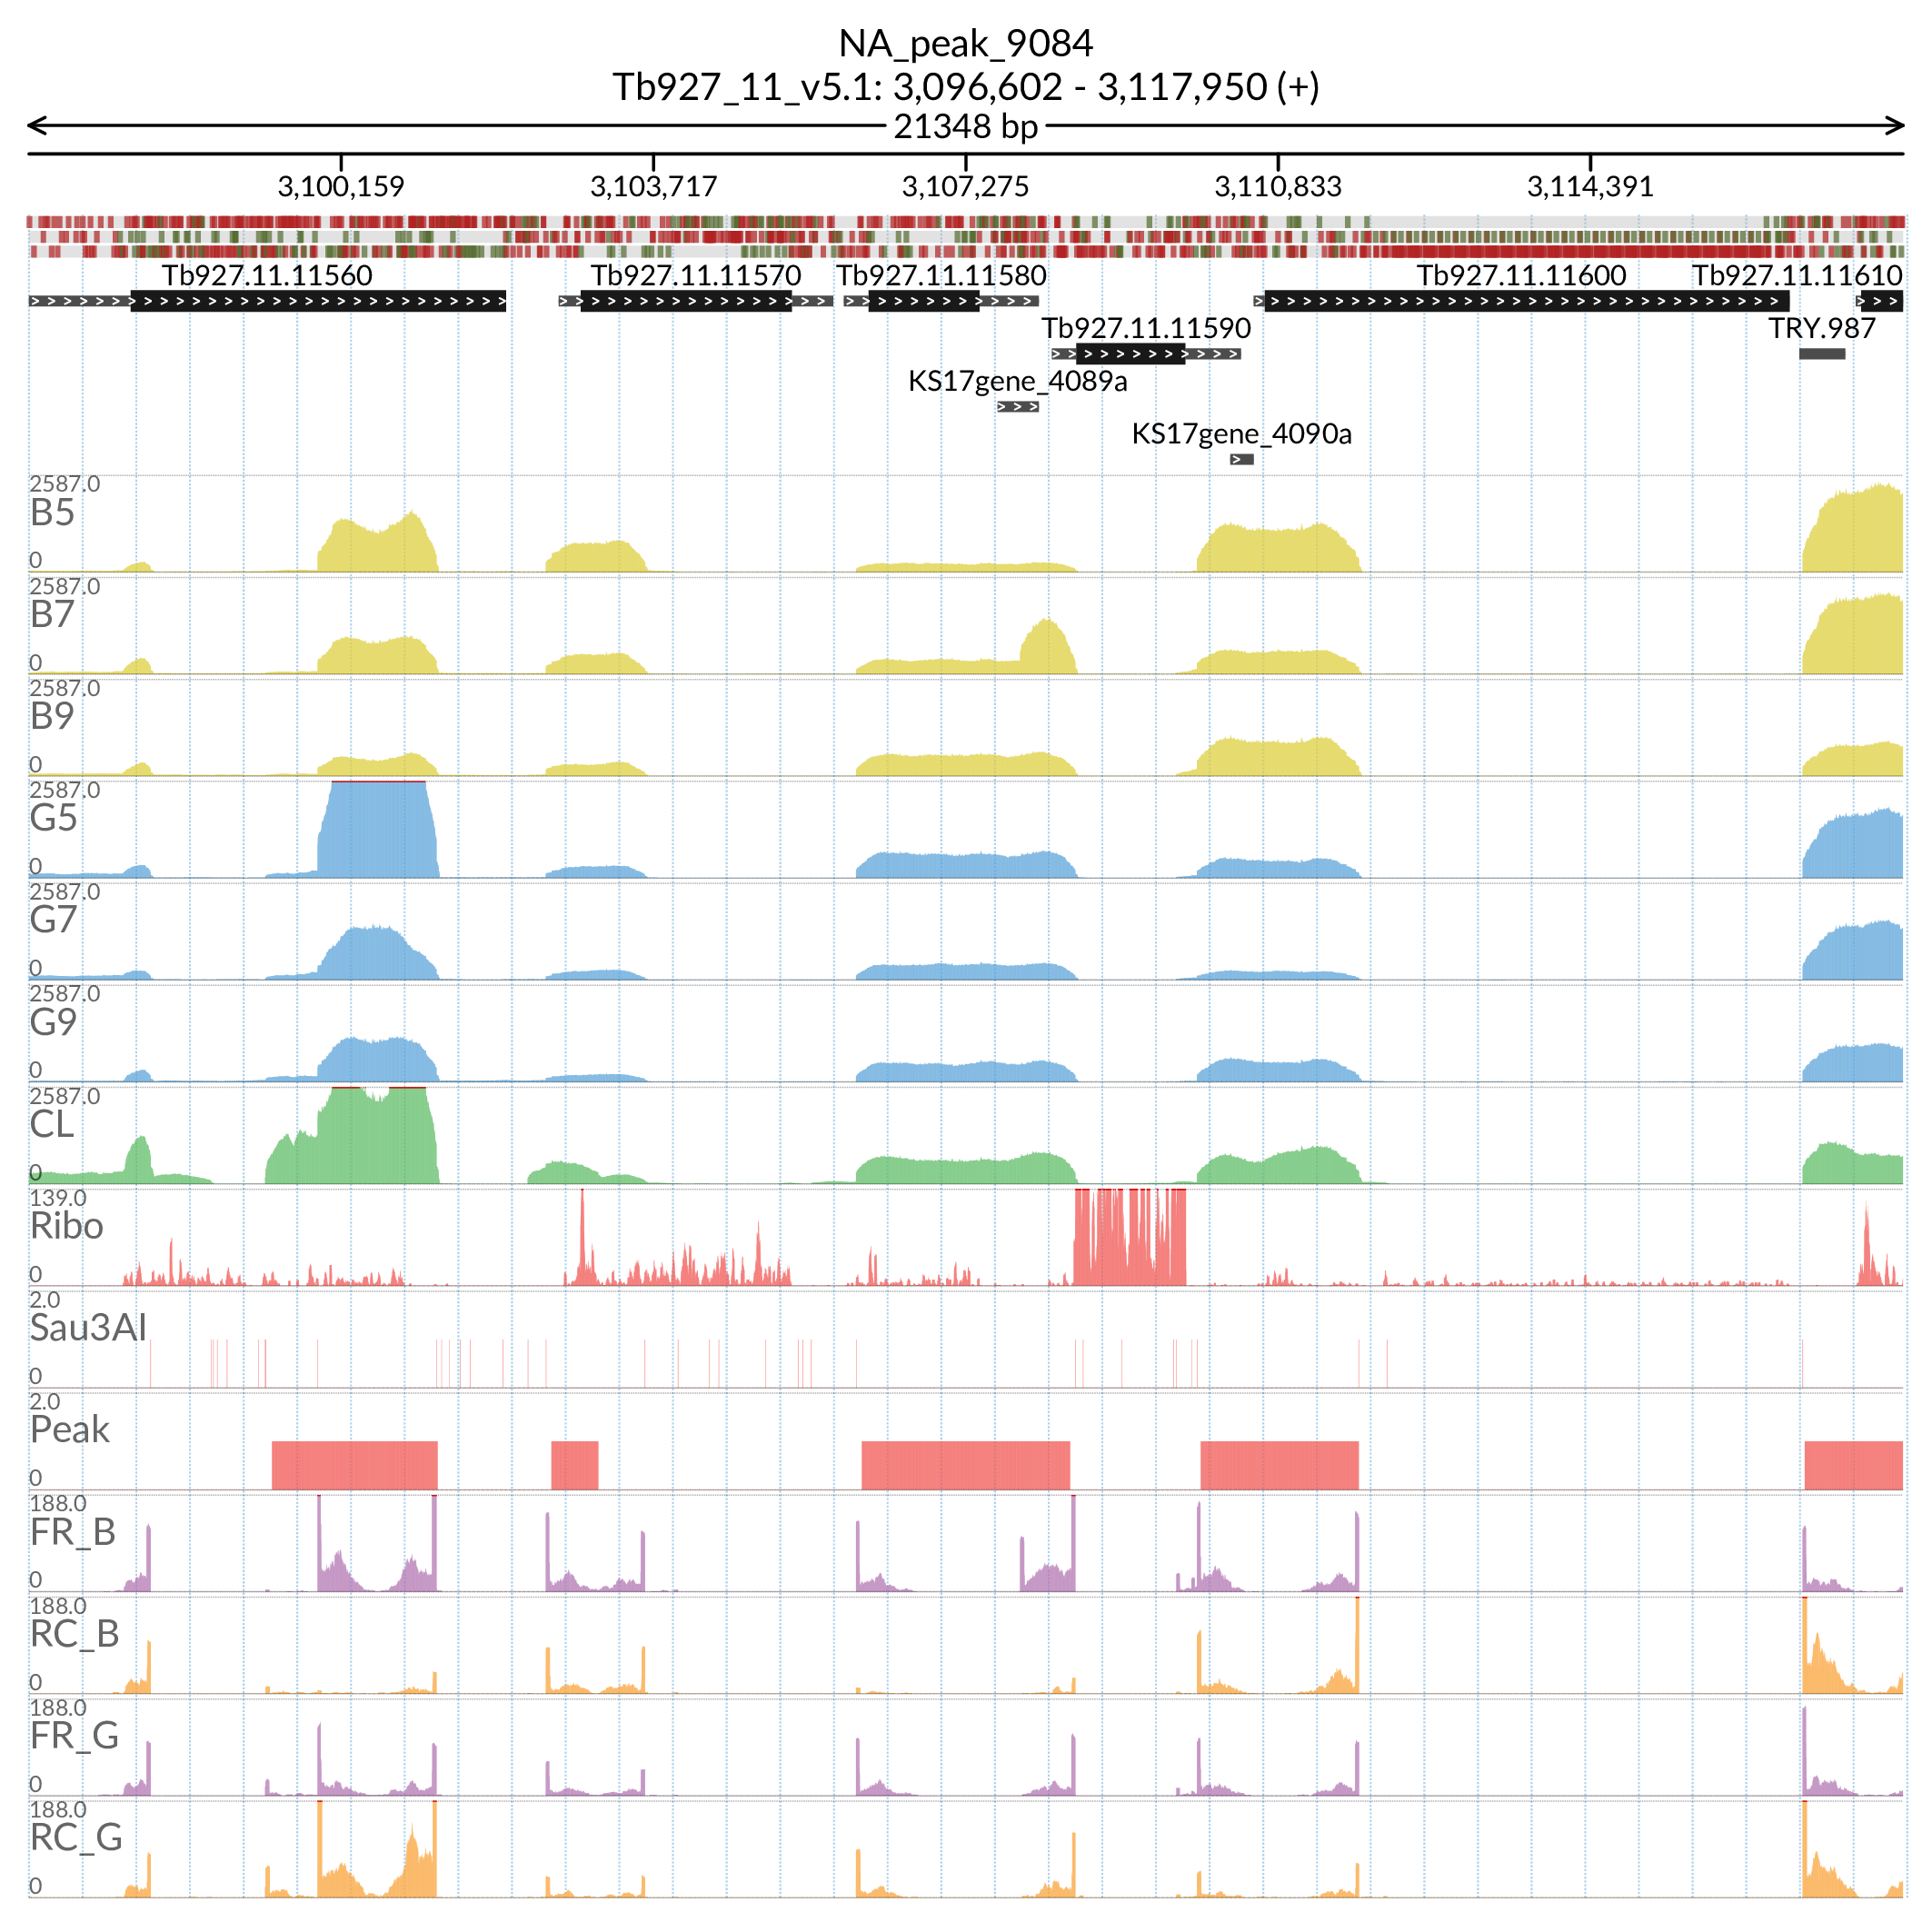 NA_peak_9084
Tb927_11_v5.1: 3,096,602 - 3,117,950 (+)
21348 bp
3,100,159 3,103,717 3,107,275 3,110,833 3,114,391
Tb927.11.11560 Tb927.11.11570 Tb927.11.11580 Tb927.11.11600 Tb927.11.11610
Tb927.11.11590 TRY.987
KS17gene_4089a
KS17gene_4090a
2587.0
B5
0
2587.0
B7
0
2587.0
B9
0
2587.0
G5
0
2587.0
G7
0
2587.0
G9
0
2587.0
CL
0
139.0
Ribo
0
2.0
Sau3AI
0
2.0
Peak
0
188.0
FR_B
0
188.0
RC_B
0
188.0
FR_G
0
188.0
RC_G
0